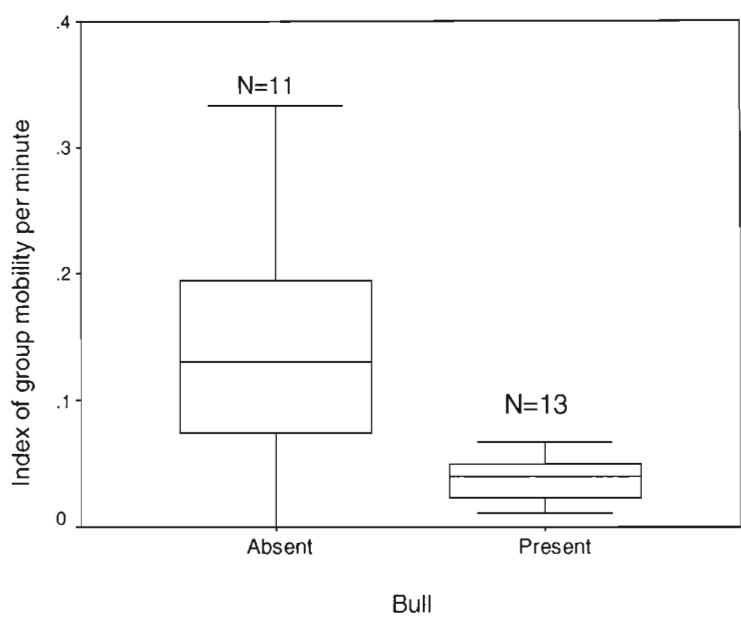 .4
N=11
.3
Index of group mobility per minute
.2
.1
N=13
0
Absent Present
Bull